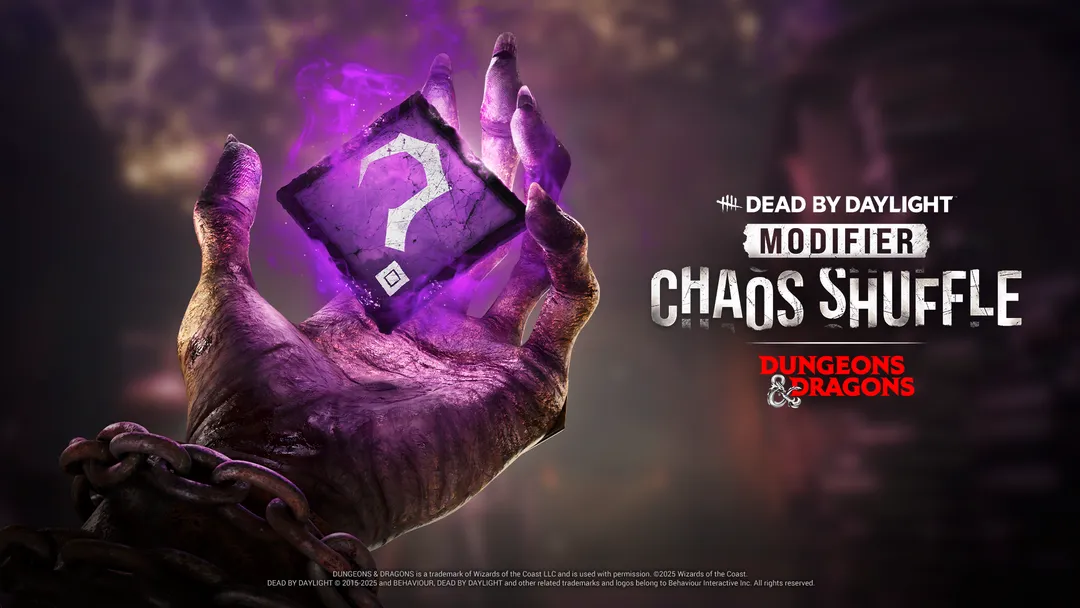 ?
DEAD BY DAYLIGHT
MODIFIER
CHAOS SHUFFLE
DUNGEONS
& DRAGONS
DUNGEONS & DRAGONS is a trademark of Wizards of the Coast LLC and is used with permission. ©2025 Wizards of the Coast.
DEAD BY DAYLIGHT © 2015-2025 and BEHAVIOUR, DEAD BY DAYLIGHT and other related trademarks and logos belong to Behaviour Interactive Inc. All rights reserved.